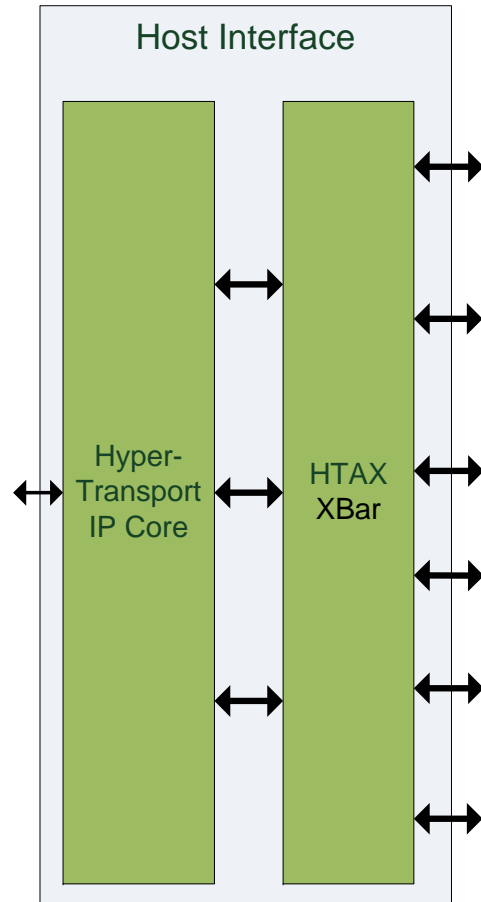 Host Interface
Hyper-
Transport
IP Core
HTAX
XBar